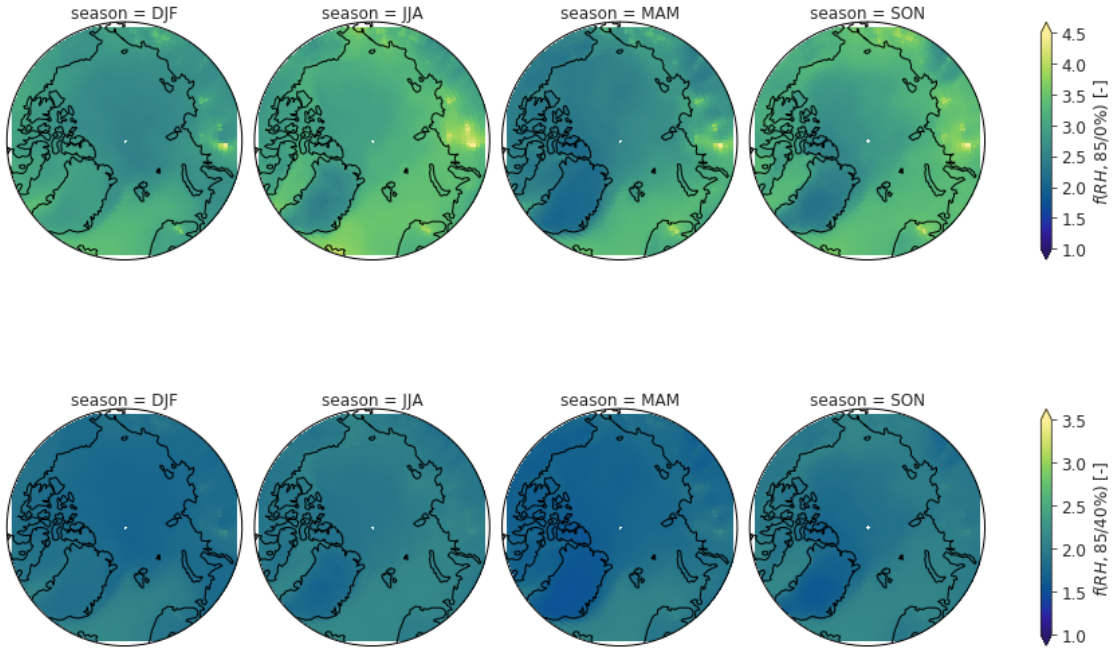 season = DJF
season = JJA
season = MAM
season = SON
4.5
4.0
3.5
3.0
2.5
2.0
1.5
1.0
f(RH, 85/0%) [-]
season = DJF
season = JJA
season = MAM
season = SON
3.5
3.0
2.5
2.0
1.5
1.0
f(RH, 85/40%) [-]